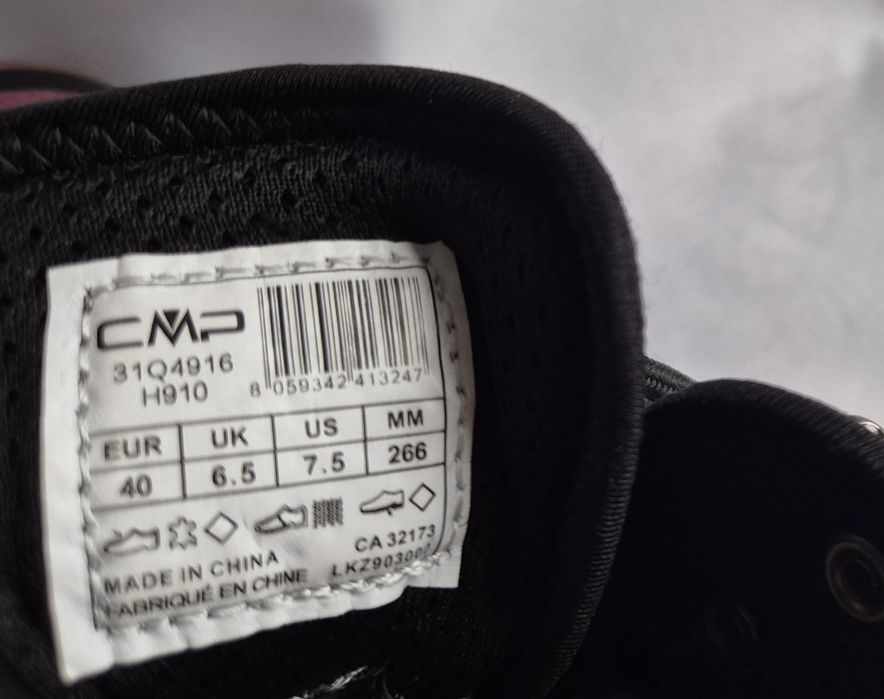 CMP
31Q4916
H910
8 059342 413247
EUR UK US MM
40 6.5 7.5 266
CA 32173
MADE IN CHINA
FABRIQUÉ EN CHINE